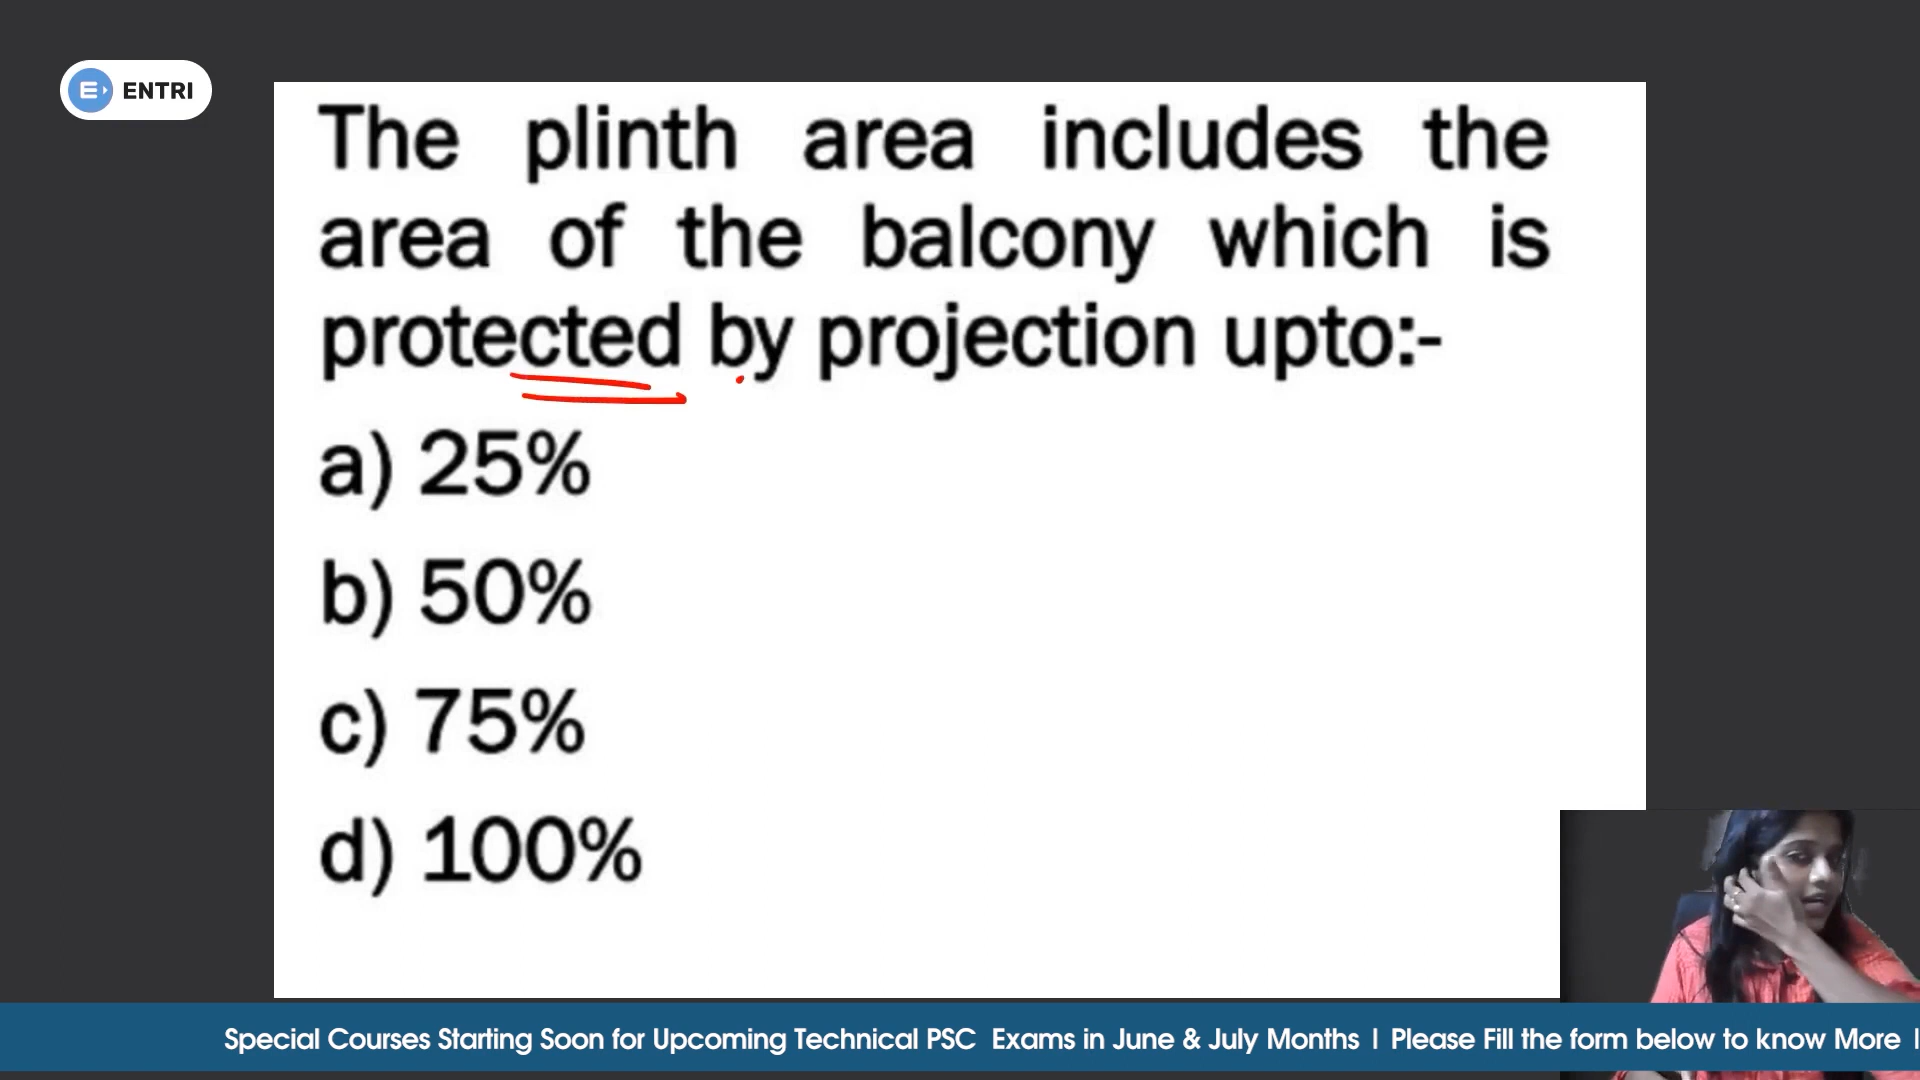 ENTRI
The plinth area includes the
area of the balcony which is
protected by projection upto:-
a) 25%
b) 50%
c) 75%
d) 100%
Special Courses Starting Soon for Upcoming Technical PSC Exams in June & July Months I Please Fill the form below to know More I